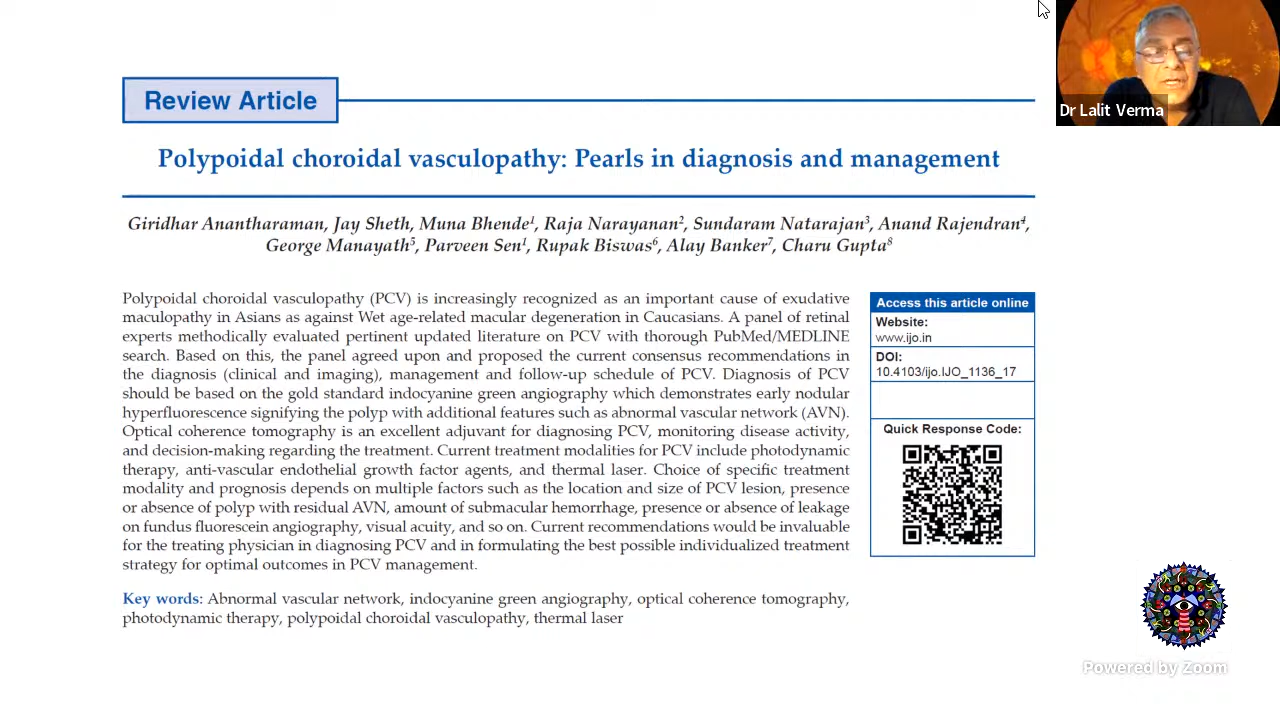 Review Article
Polypoidal choroidal vasculopathy: Pearls in diagnosis and management
Giridhar Anantharaman, Jay Sheth, Muna Bhende1, Raja Narayanan2, Sundaram Natarajan3, Anand Rajendran4,
George Manayath5, Parveen Sen1, Rupak Biswas6, Alay Banker7, Charu Gupta8
Polypoidal choroidal vasculopathy (PCV) is increasingly recognized as an important cause of exudative
maculopathy in Asians as against Wet age-related macular degeneration in Caucasians. A panel of retinal
experts methodically evaluated pertinent updated literature on PCV with thorough PubMed/MEDLINE
search. Based on this, the panel agreed upon and proposed the current consensus recommendations in
the diagnosis (clinical and imaging), management and follow-up schedule of PCV. Diagnosis of PCV
should be based on the gold standard indocyanine green angiography which demonstrates early nodular
hyperfluorescence signifying the polyp with additional features such as abnormal vascular network (AVN).
Optical coherence tomography is an excellent adjuvant for diagnosing PCV, monitoring disease activity,
and decision-making regarding the treatment. Current treatment modalities for PCV include photodynamic
therapy, anti-vascular endothelial growth factor agents, and thermal laser. Choice of specific treatment
modality and prognosis depends on multiple factors such as the location and size of PCV lesion, presence
or absence of polyp with residual AVN, amount of submacular hemorrhage, presence or absence of leakage
on fundus fluorescein angiography, visual acuity, and so on. Current recommendations would be invaluable
for the treating physician in diagnosing PCV and in formulating the best possible individualized treatment
strategy for optimal outcomes in PCV management.
Key words: Abnormal vascular network, indocyanine green angiography, optical coherence tomography,
photodynamic therapy, polypoidal choroidal vasculopathy, thermal laser
Access this article online
Website:
www.ijo.in
DOI:
10.4103/ijo.IJO_1136_17
Quick Response Code:
Dr Lalit Verma
Powered by Zoom